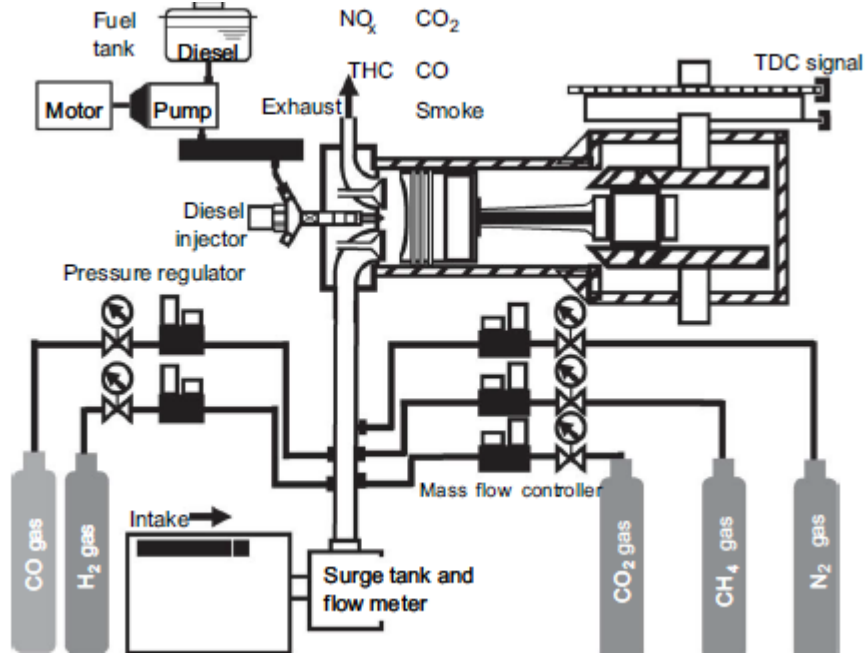 Fuel
tank
Diesel
NOx CO2
THC CO
Exhaust
Smoke
TDC signal
Motor
Pump
Diesel
injector
Pressure regulator
Mass flow controller
Intake
Surge tank and
flow meter
CO gas
H2 gas
CO2 gas
CH4 gas
N2 gas